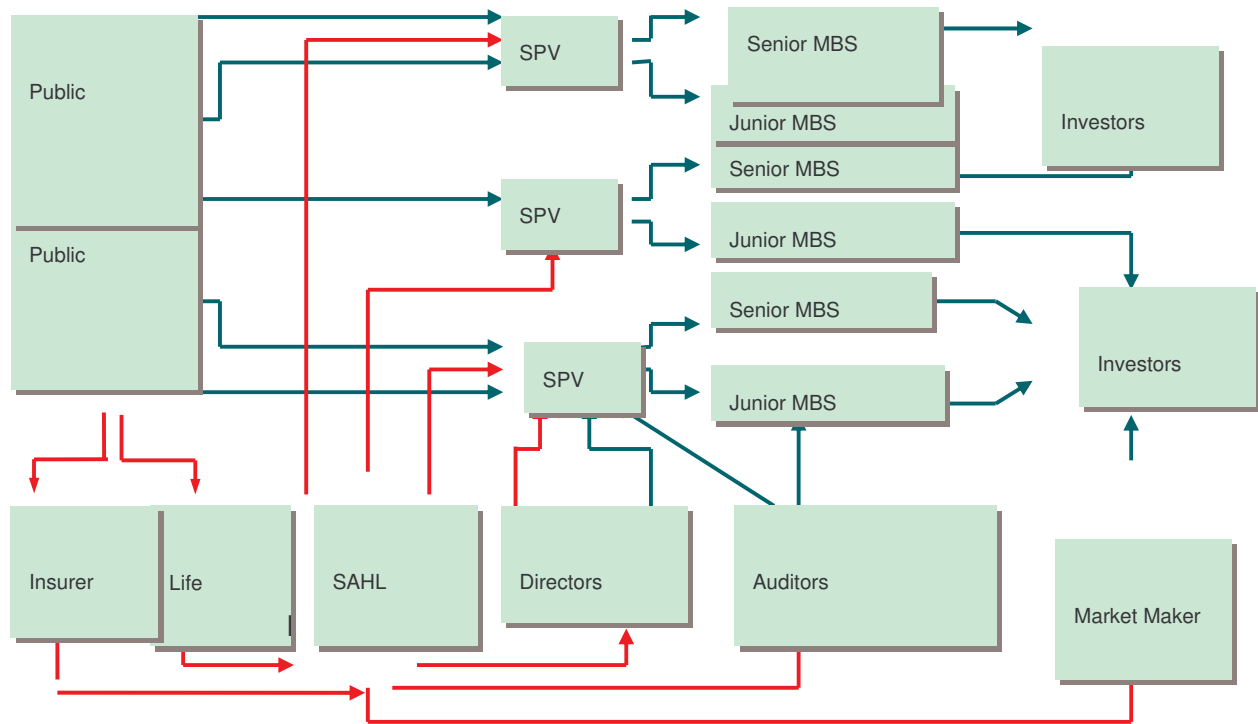 Public
SPV
Senior MBS
Junior MBS
Investors
Senior MBS
SPV
Public
Junior MBS
Senior MBS
SPV
Investors
Junior MBS
Insurer
Life
SAHL
Directors
Auditors
Market Maker